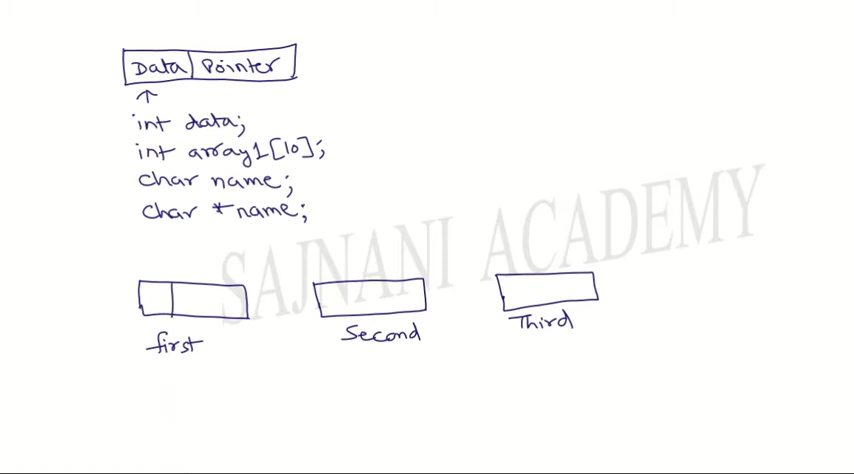 Data Pointer
int data;
int array1[10];
char name;
char *name;
SAJNANI ACADEMY
first Second Third